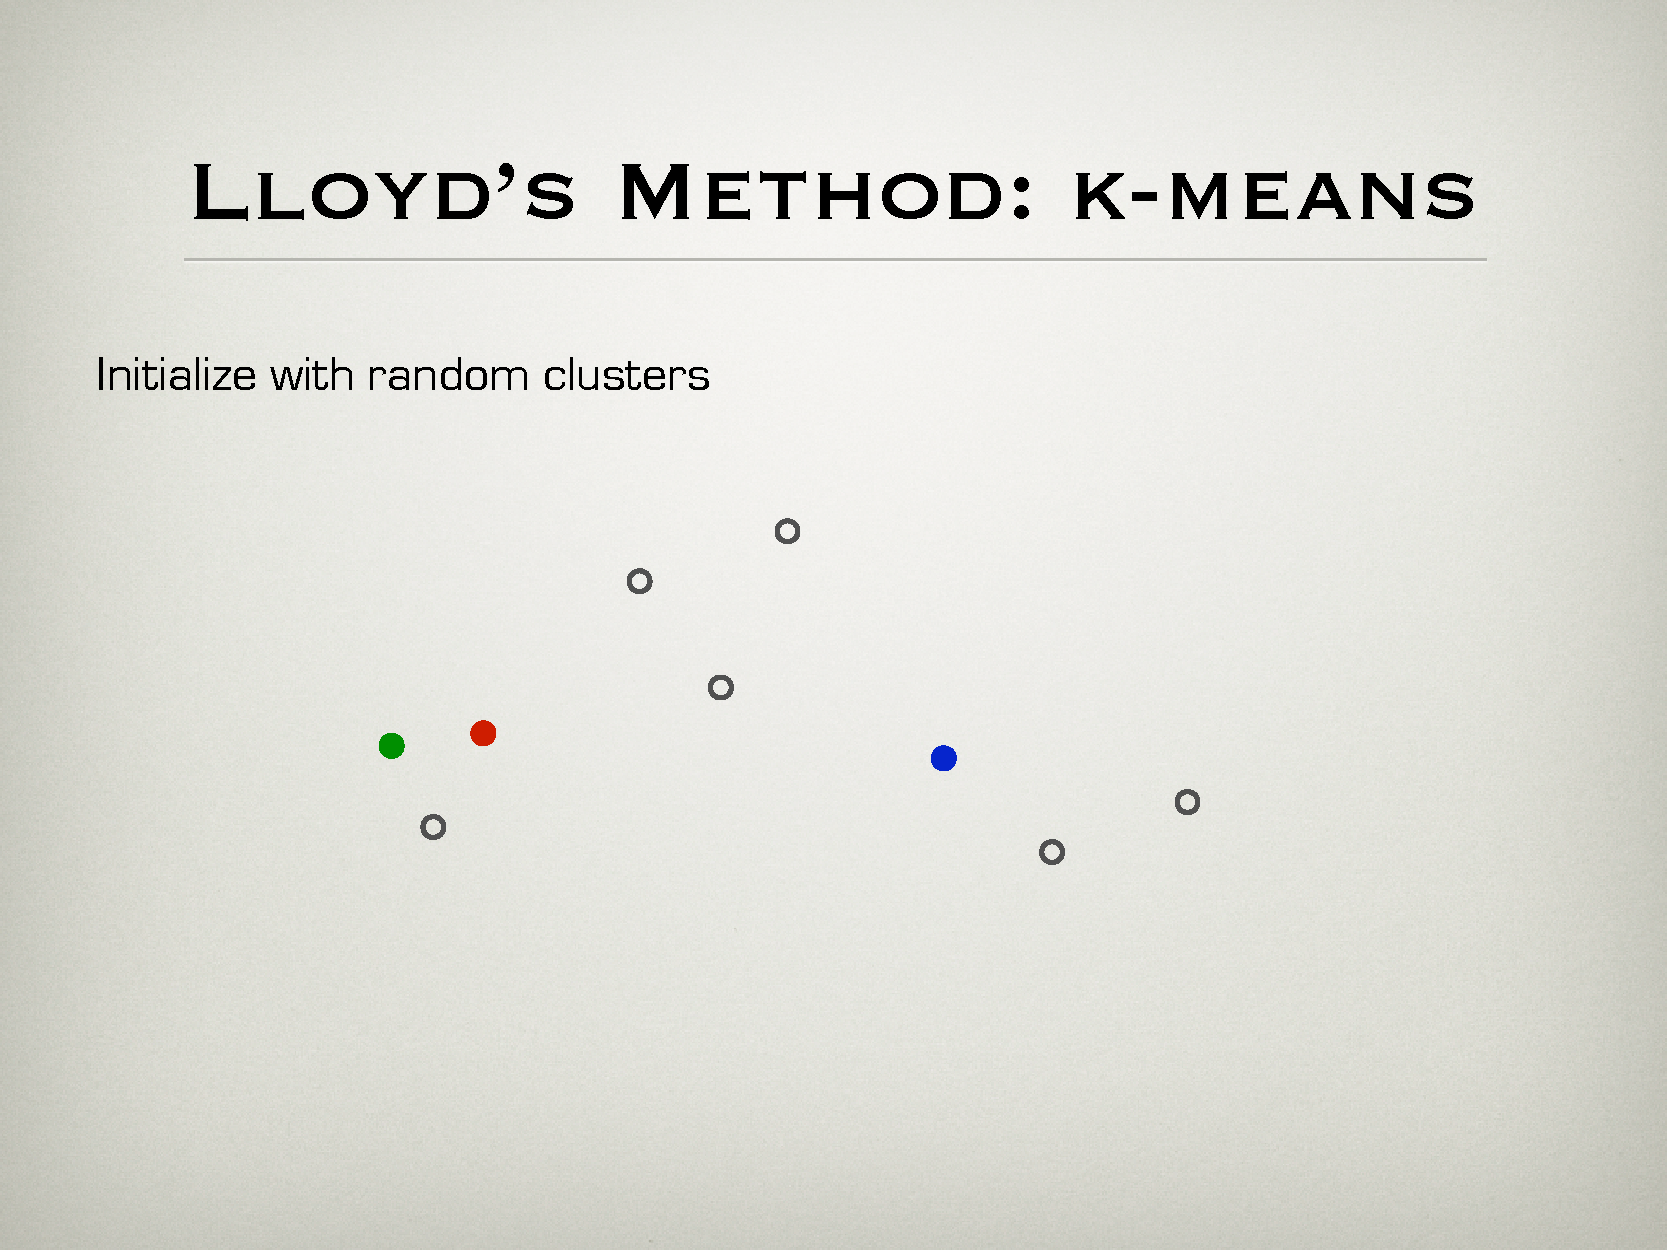 Lloyd's Method: k-means
Initialize with random clusters